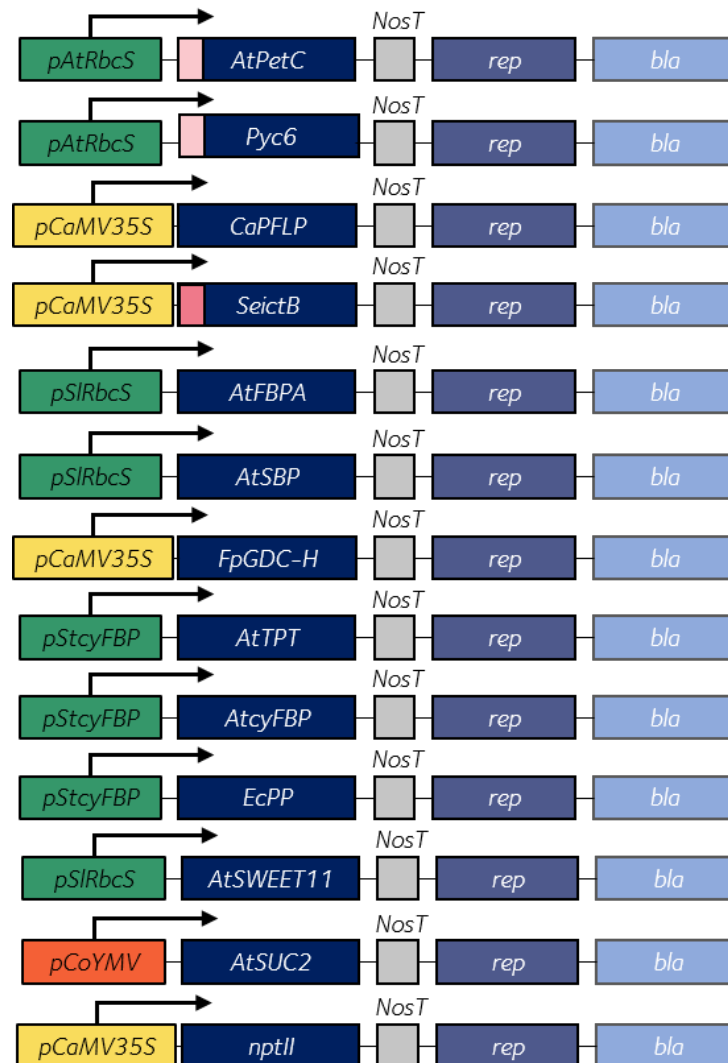 NosT
pAtRbcS AtPetC rep bla
pAtRbcS Pyc6 rep bla
NosT
pCaMV35S CaPFLP rep bla
NosT
pCaMV35S SeictB rep bla
NosT
pSlRbcS AtFBPA rep bla
NosT
pSlRbcS AtSBP rep bla
NosT
pCaMV35S FpGDC-H rep bla
NosT
pStcyFBP AtTPT rep bla
NosT
pStcyFBP AtcyFBP rep bla
NosT
pStcyFBP EcPP rep bla
NosT
pSlRbcS AtSWEET11 rep bla
NosT
pCoYMV AtSUC2 rep bla
NosT
pCaMV35S nptII rep bla